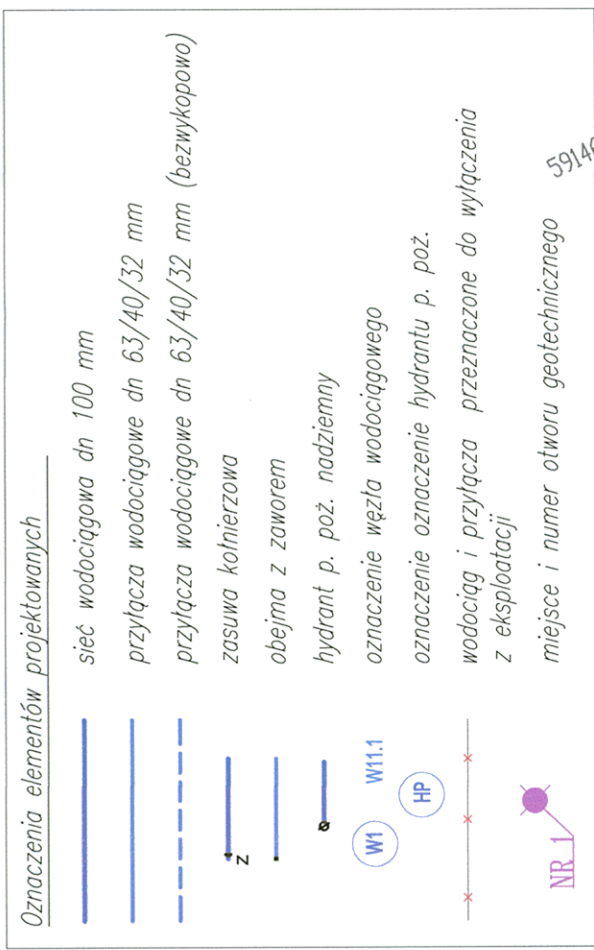 Oznaczenia elementów projektowanych
sieć wodociągowa dn 100 mm
przyłącza wodociągowe dn 63/40/32 mm
przyłącza wodociągowe dn 63/40/32 mm (bezwykopowo)
Z zasuwa kołnierzowa
obejma z zaworem
hydrant p. poż. nadziemny
W1 W11.1 oznaczenie węzła wodociągowego
HP oznaczenie oznaczenie hydrantu p. poż.
wodociąg i przyłącza przeznaczone do wyłączenia
z eksploatacji
NR 1 miejsce i numer otworu geotechnicznego